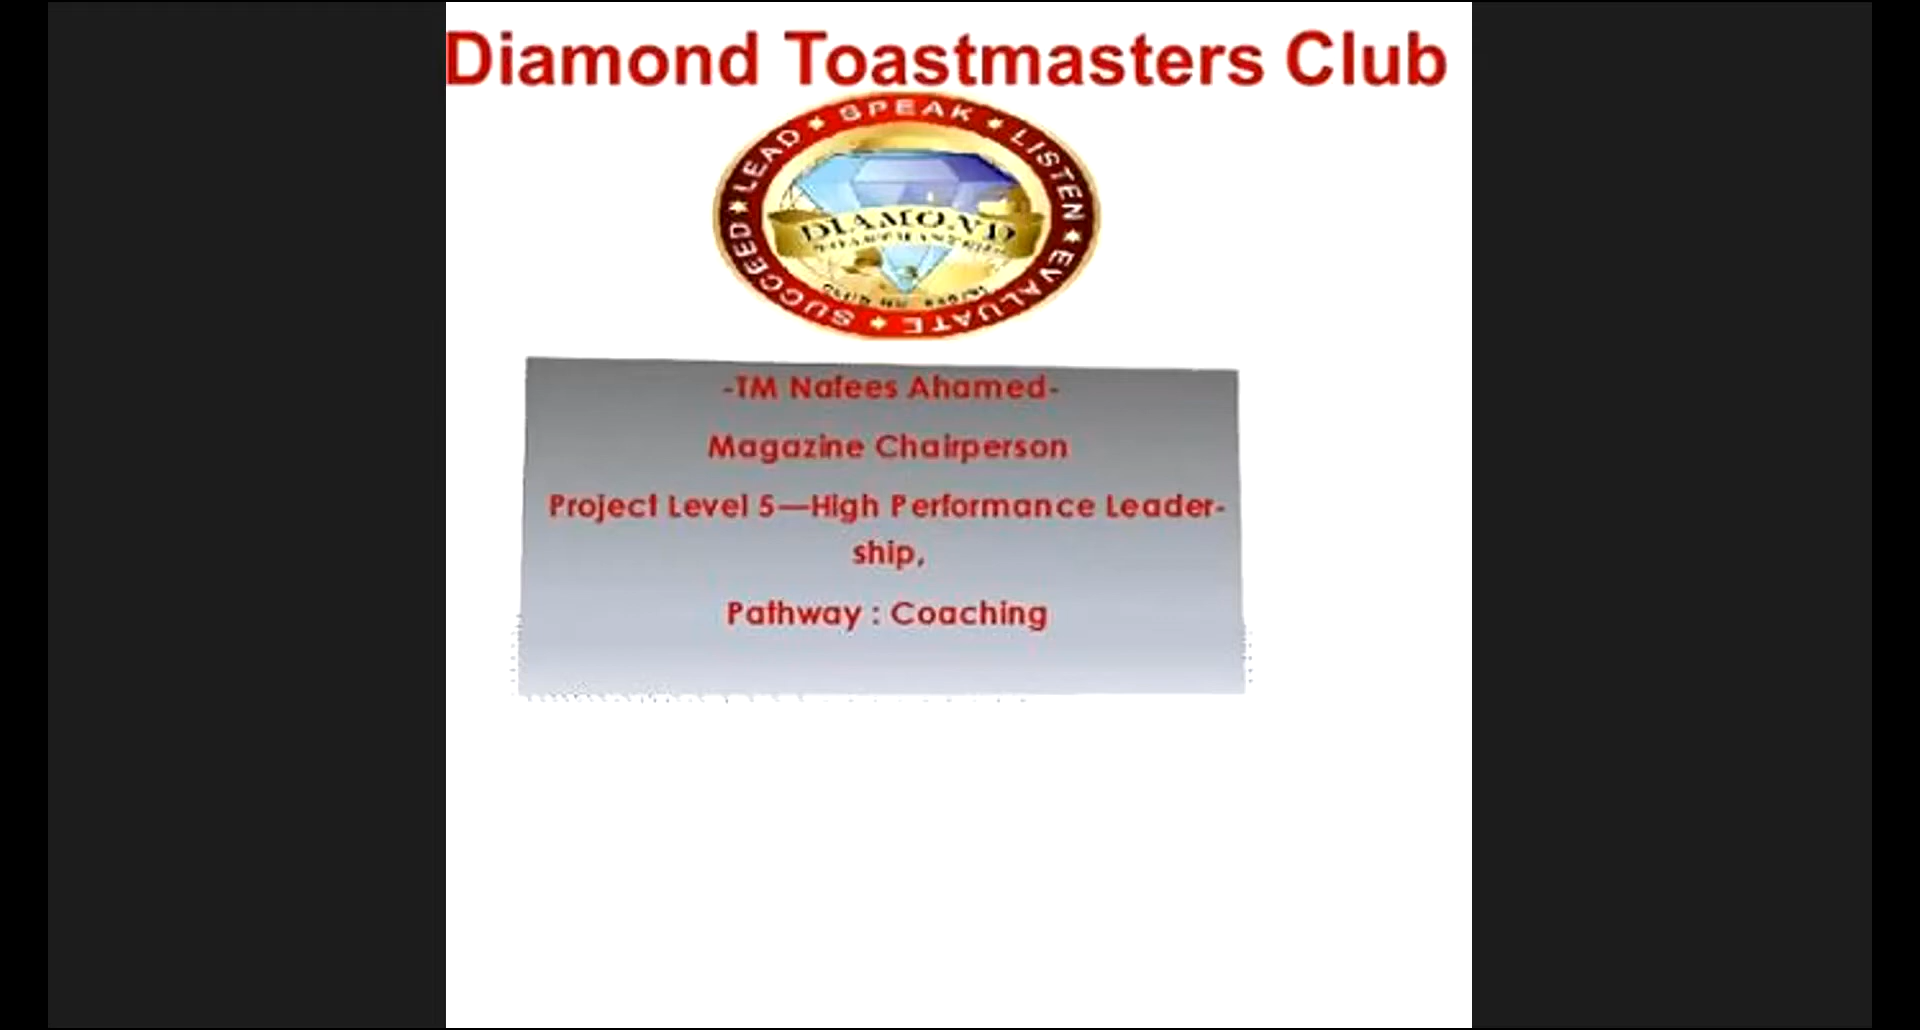 Diamond Toastmasters Club
SUCCEED ★ LEAD ★ SPEAK ★ LISTEN ★ EVALUATE ★
DIAMOND
TOASTMASTERS
-TM Nafees Ahamed-
Magazine Chairperson
Project Level 5—High Performance Leader-
ship,
Pathway : Coaching